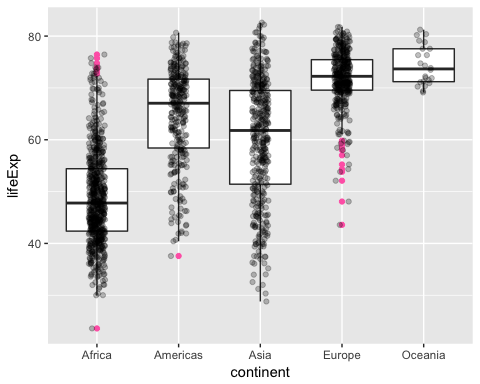 80
60
40
lifeExp
Africa
Americas
Asia
Europe
Oceania
continent